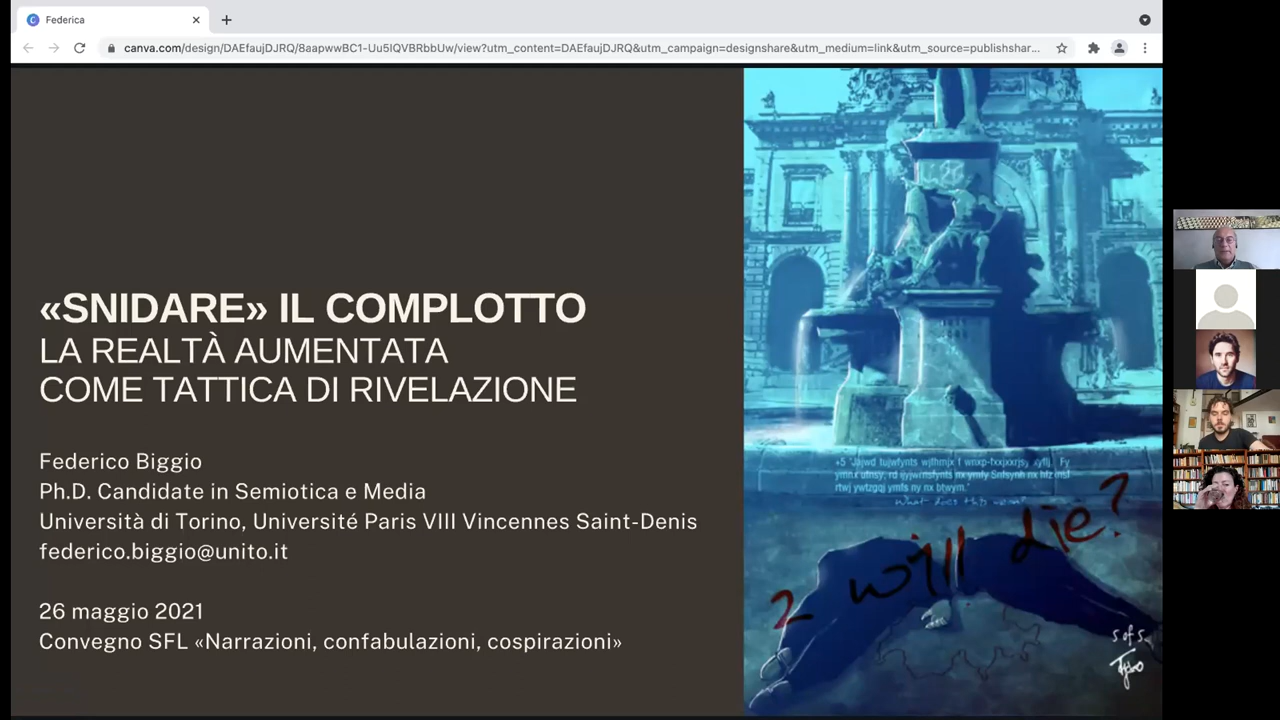 Federica
canva.com/design/DAEfaujDJRQ/8aapwwBC1-Uu5IQVBRbbUw/view?utm_content=DAEfaujDJRQ&utm_campaign=designshare&utm_medium=link&utm_source=publishshar...
«SNIDARE» IL COMPLOTTO
LA REALTÀ AUMENTATA
COME TATTICA DI RIVELAZIONE
Federico Biggio
Ph.D. Candidate in Semiotica e Media
Università di Torino, Université Paris VIII Vincennes Saint-Denis
federico.biggio@unito.it
26 maggio 2021
Convegno SFL «Narrazioni, confabulazioni, cospirazioni»
What does this mean?
2 will die?
5 of 5